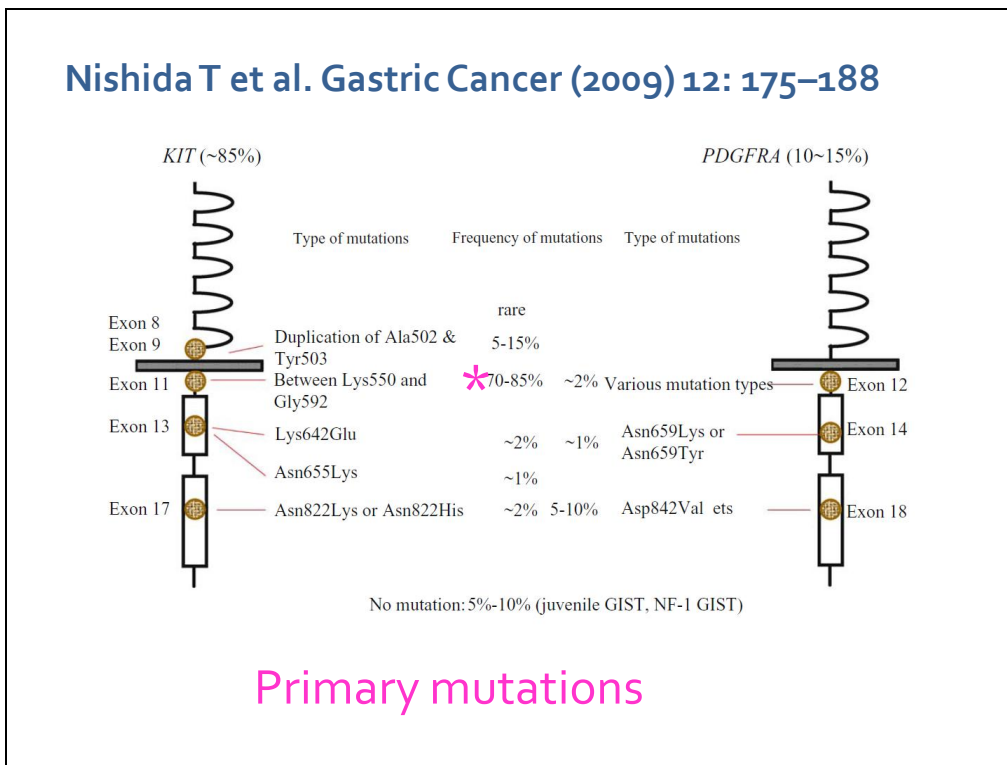 Nishida T et al. Gastric Cancer (2009) 12: 175–188
KIT (~85%)
PDGFRA (10~15%)
Type of mutations
Frequency of mutations
Type of mutations
rare
Exon 8
Exon 9
Duplication of Ala502 &
Tyr503
5-15%
Exon 11
Between Lys550 and
Gly592
*70-85%
~2%
Various mutation types
Exon 12
Exon 13
Lys642Glu
~2%
~1%
Asn659Lys or
Asn659Tyr
Exon 14
Asn655Lys
~1%
Exon 17
Asn822Lys or Asn822His
~2%
5-10%
Asp842Val ets
Exon 18
No mutation: 5%-10% (juvenile GIST, NF-1 GIST)
Primary mutations